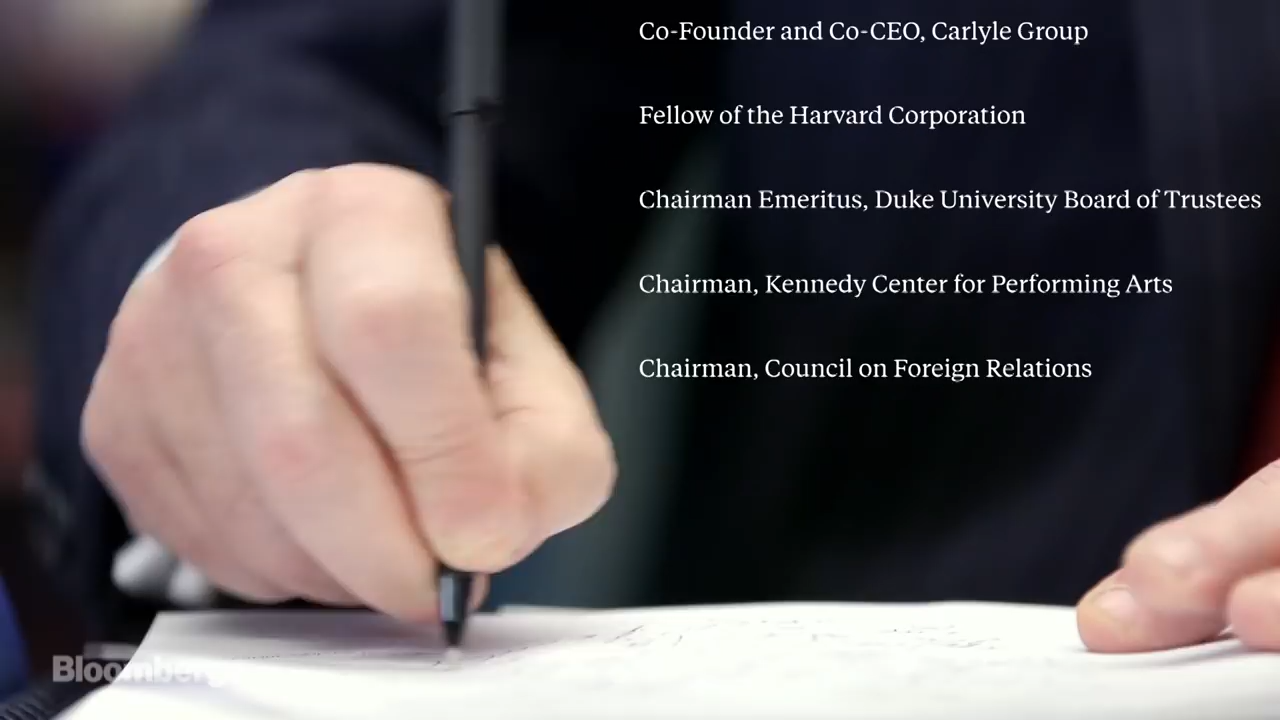 Co-Founder and Co-CEO, Carlyle Group
Fellow of the Harvard Corporation
Chairman Emeritus, Duke University Board of Trustees
Chairman, Kennedy Center for Performing Arts
Chairman, Council on Foreign Relations
Bloomberg